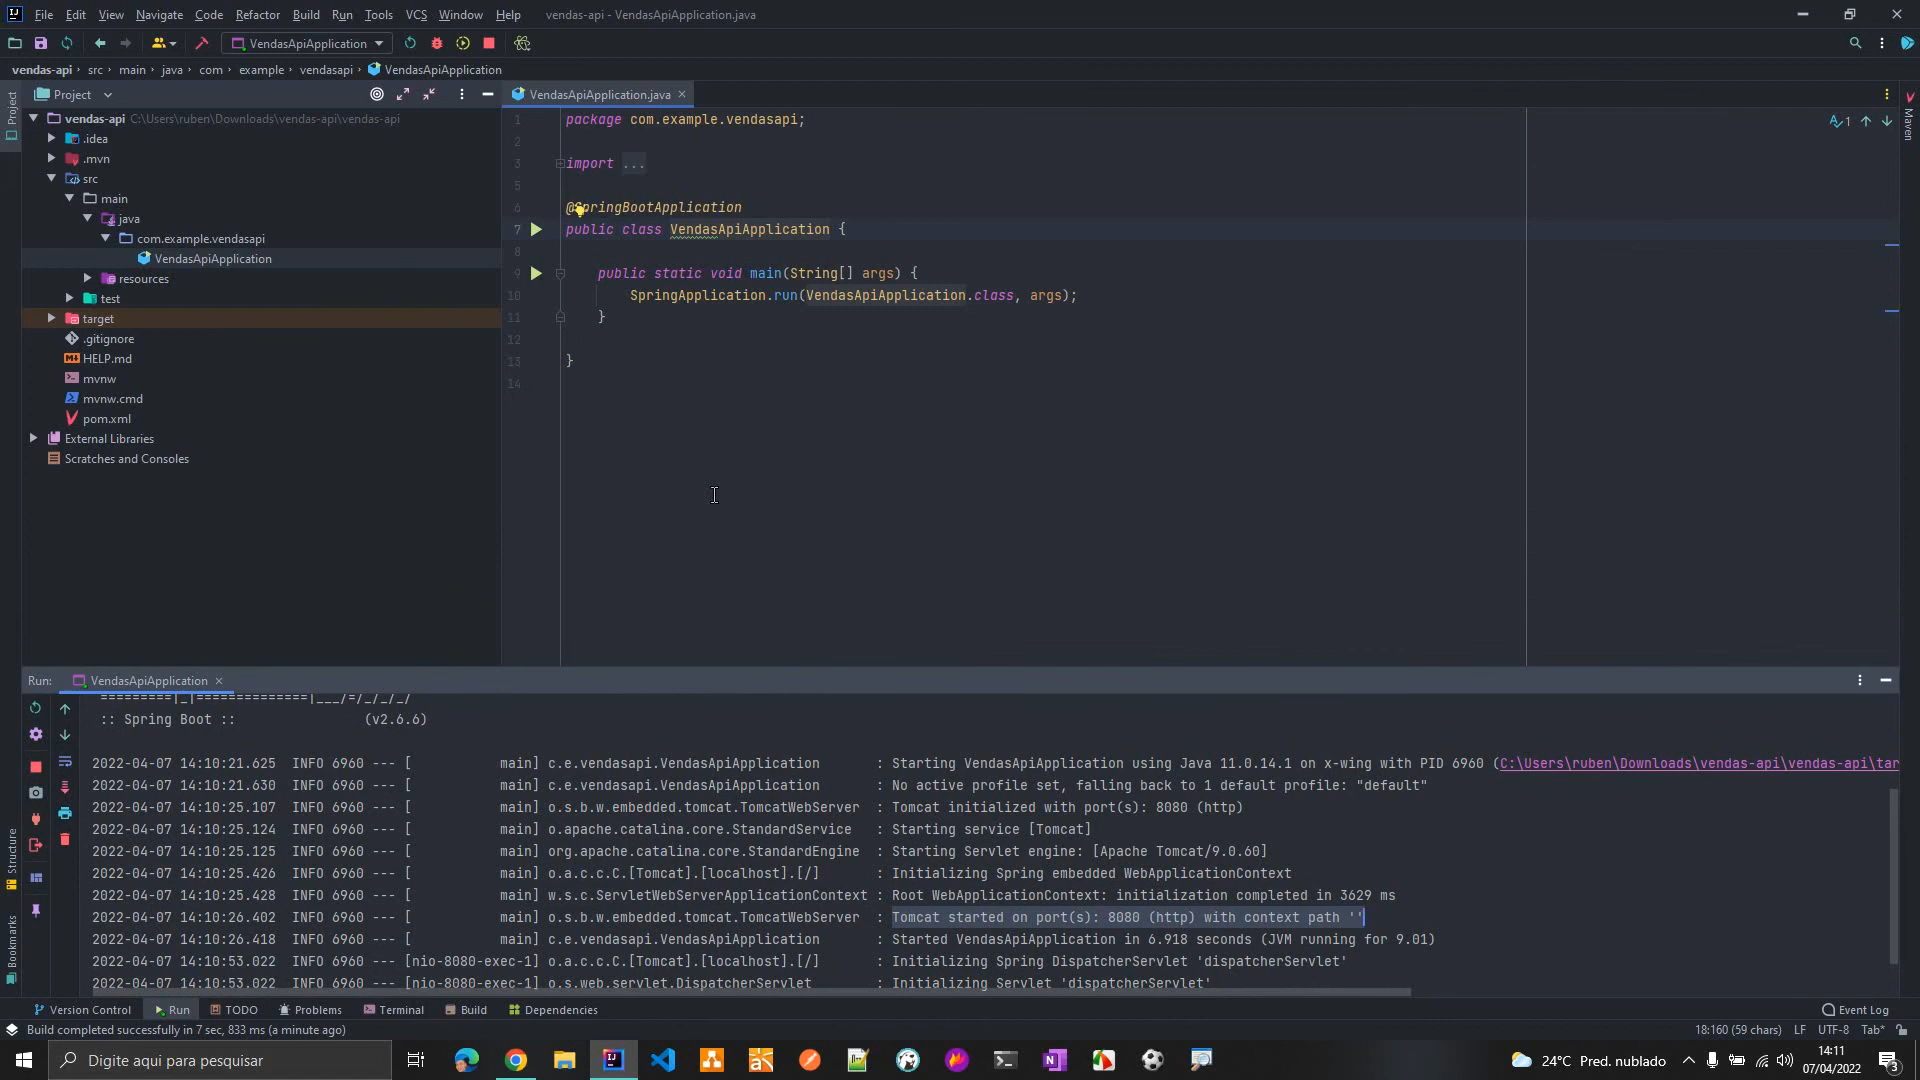 File Edit View Navigate Code Refactor Build Run Tools VCS Window Help vendas-api - VendasApiApplication.java
VendasApiApplication
vendas-api › src › main › java › com › example › vendasapi › VendasApiApplication
Project
VendasApiApplication.java
Project
Maven
vendas-api C:\Users\ruben\Downloads\vendas-api\vendas-api
.idea
.mvn
src
main
java
com.example.vendasapi
VendasApiApplication
resources
test
target
.gitignore
HELP.md
mvnw
mvnw.cmd
pom.xml
External Libraries
Scratches and Consoles
1 package com.example.vendasapi;
2
3 import ...
5
6 @SpringBootApplication
7 public class VendasApiApplication {
8
9 public static void main(String[] args) {
10 SpringApplication.run(VendasApiApplication.class, args);
11 }
12
13 }
14
1
Run: VendasApiApplication
=========|_|==============|___/=/_/_/_/
:: Spring Boot :: (v2.6.6)
2022-04-07 14:10:21.625 INFO 6960 --- [ main] c.e.vendasapi.VendasApiApplication : Starting VendasApiApplication using Java 11.0.14.1 on x-wing with PID 6960 (C:\Users\ruben\Downloads\vendas-api\vendas-api\tar
2022-04-07 14:10:21.630 INFO 6960 --- [ main] c.e.vendasapi.VendasApiApplication : No active profile set, falling back to 1 default profile: "default"
2022-04-07 14:10:25.107 INFO 6960 --- [ main] o.s.b.w.embedded.tomcat.TomcatWebServer : Tomcat initialized with port(s): 8080 (http)
2022-04-07 14:10:25.124 INFO 6960 --- [ main] o.apache.catalina.core.StandardService : Starting service [Tomcat]
2022-04-07 14:10:25.125 INFO 6960 --- [ main] org.apache.catalina.core.StandardEngine : Starting Servlet engine: [Apache Tomcat/9.0.60]
2022-04-07 14:10:25.426 INFO 6960 --- [ main] o.a.c.c.C.[Tomcat].[localhost].[/] : Initializing Spring embedded WebApplicationContext
2022-04-07 14:10:25.428 INFO 6960 --- [ main] w.s.c.ServletWebServerApplicationContext : Root WebApplicationContext: initialization completed in 3629 ms
2022-04-07 14:10:26.402 INFO 6960 --- [ main] o.s.b.w.embedded.tomcat.TomcatWebServer : Tomcat started on port(s): 8080 (http) with context path ''
2022-04-07 14:10:26.418 INFO 6960 --- [ main] c.e.vendasapi.VendasApiApplication : Started VendasApiApplication in 6.918 seconds (JVM running for 9.01)
2022-04-07 14:10:53.022 INFO 6960 --- [nio-8080-exec-1] o.a.c.c.C.[Tomcat].[localhost].[/] : Initializing Spring DispatcherServlet 'dispatcherServlet'
2022-04-07 14:10:53.022 INFO 6960 --- [nio-8080-exec-1] o.s.web.servlet.DispatcherServlet : Initializing Servlet 'dispatcherServlet'
Structure
Bookmarks
Version Control Run TODO Problems Terminal Build Dependencies Event Log
Build completed successfully in 7 sec, 833 ms (a minute ago) 18:160 (59 chars) LF UTF-8 Tab*
Digite aqui para pesquisar
24°C Pred. nublado
14:11
07/04/2022
3